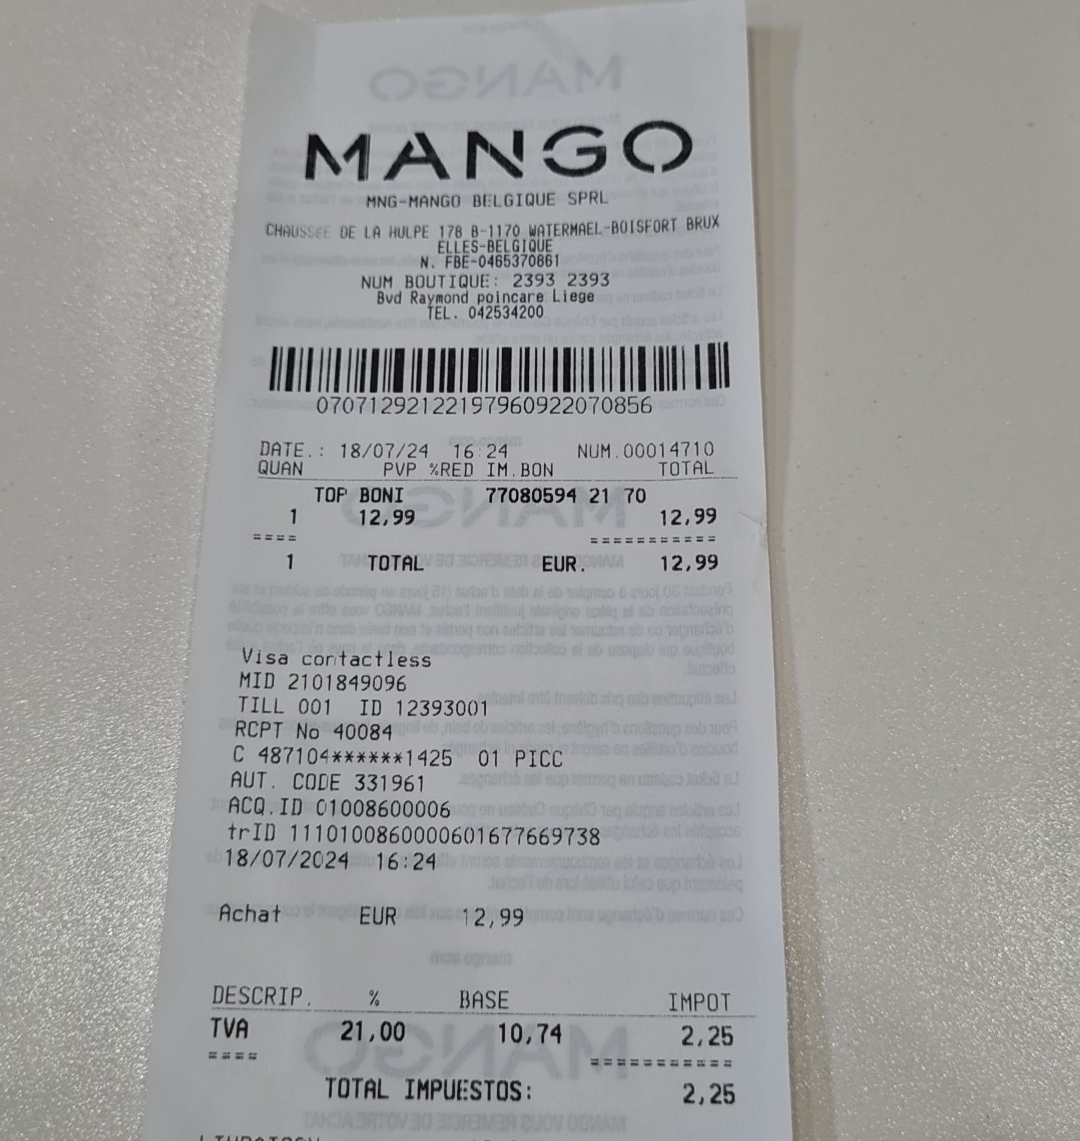 MANGO
MNG-MANGO BELGIQUE SPRL
CHAUSSEE DE LA HULPE 178 B-1170 WATERMAEL-BOISFORT BRUX
ELLES-BELGIQUE
N. FBE-0465370861
NUM BOUTIQUE: 2393 2393
Bvd Raymond poincare Liege
TEL. 042534200
07071292122197960922070856
DATE.: 18/07/24 16:24 NUM.00014710
QUAN PVP %RED IM.BON TOTAL
TOP BONI 77080594 21 70
1 12,99 12,99
==== ===========
1 TOTAL EUR. 12,99
Visa contactless
MID 2101849096
TILL 001 ID 12393001
RCPT No 40084
C 487104******1425 01 PICC
AUT. CODE 331961
ACQ.ID 01008600006
trID 1110100860000601677669738
18/07/2024 16:24
Achat EUR 12,99
DESCRIP. % BASE IMPOT
TVA 21,00 10,74 2,25
==== ===========
TOTAL IMPUESTOS: 2,25